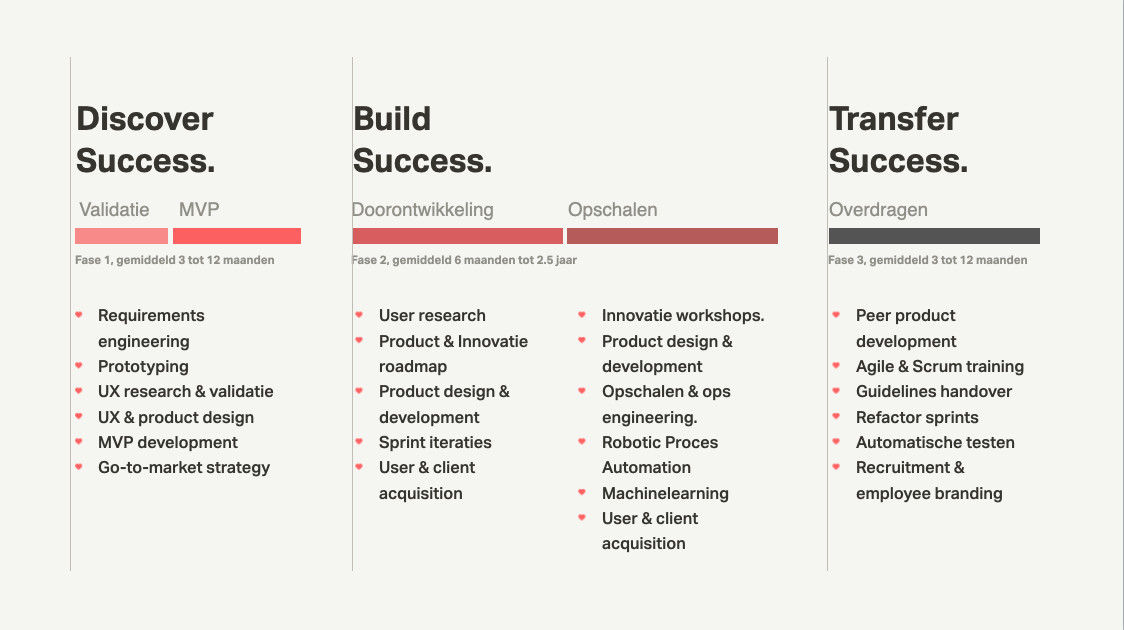 Discover
Success.
Validatie MVP
Fase 1, gemiddeld 3 tot 12 maanden
Requirements
engineering
Prototyping
UX research & validatie
UX & product design
MVP development
Go-to-market strategy
Build
Success.
Doorontwikkeling Opschalen
Fase 2, gemiddeld 6 maanden tot 2.5 jaar
User research
Product & Innovatie
roadmap
Product design &
development
Sprint iteraties
User & client
acquisition
Innovatie workshops.
Product design &
development
Opschalen & ops
engineering.
Robotic Proces
Automation
Machinelearning
User & client
acquisition
Transfer
Success.
Overdragen
Fase 3, gemiddeld 3 tot 12 maanden
Peer product
development
Agile & Scrum training
Guidelines handover
Refactor sprints
Automatische testen
Recruitment &
employee branding